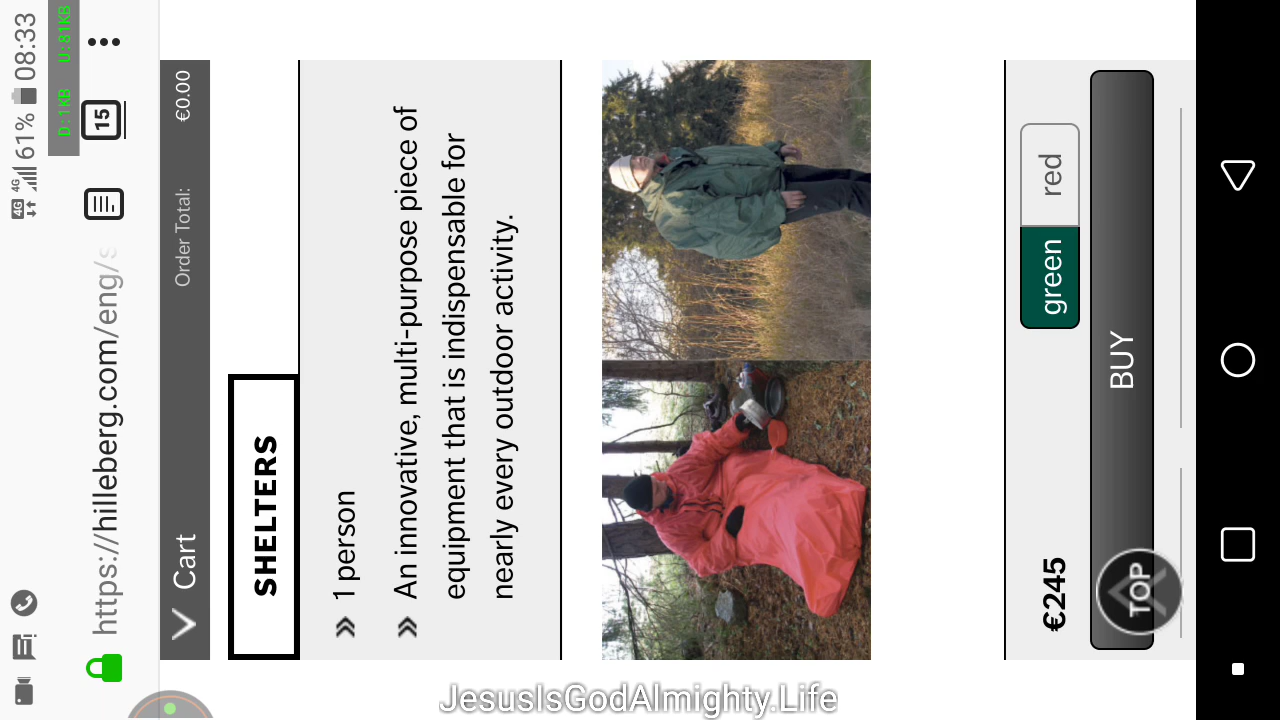 4G 4G 61% 08:33
D:1KB U:81KB
https://hilleberg.com/eng/s
15
Cart Order Total: €0.00
SHELTERS
» 1 person
» An innovative, multi-purpose piece of
equipment that is indispensable for
nearly every outdoor activity.
€245 green red
BUY
TOP
JesusIsGodAlmighty.Life